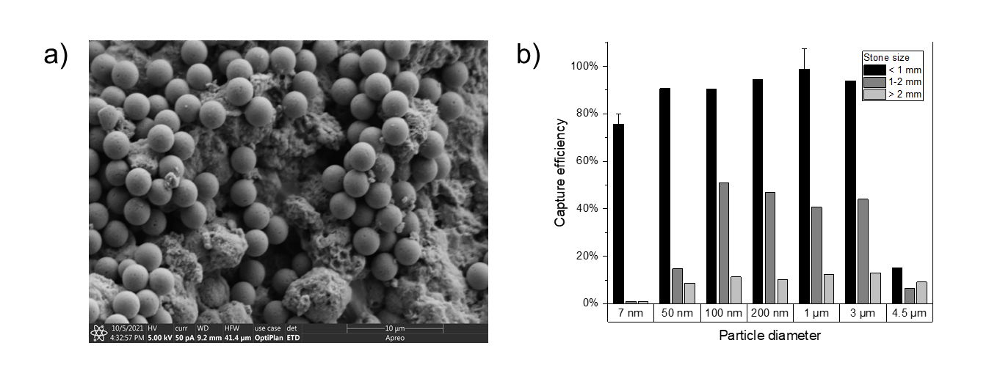 a)
10/5/2021 HV curr WD HFW use case det 10 µm
4:32:57 PM 5.00 kV 50 pA 9.2 mm 41.4 µm OptiPlan ETD Apreo
b)
Capture efficiency
100%
80%
60%
40%
20%
0%
Stone size
< 1 mm
1-2 mm
> 2 mm
7 nm 50 nm 100 nm 200 nm 1 µm 3 µm 4.5 µm
Particle diameter